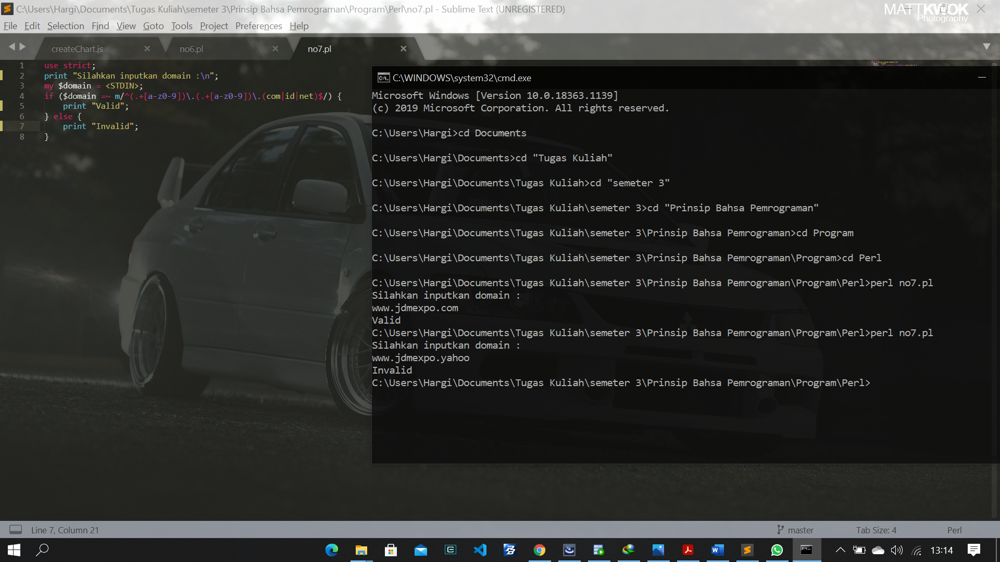 C:\Users\Hargi\Documents\Tugas Kuliah\semeter 3\Prinsip Bahsa Pemrograman\Program\Perl\no7.pl - Sublime Text (UNREGISTERED)
MATTKWOK
Photography
File Edit Selection Find View Goto Tools Project Preferences Help
createChart.js
no6.pl
no7.pl
1 use strict;
2 print "Silahkan inputkan domain :\n";
3 my $domain = <STDIN>;
4 if ($domain =~ m/^(.+[a-z0-9])\.(.+[a-z0-9])\.(com|id|net)$/) {
5 print "Valid";
6 } else {
7 print "Invalid";
8 }
C:\WINDOWS\system32\cmd.exe
Microsoft Windows [Version 10.0.18363.1139]
(c) 2019 Microsoft Corporation. All rights reserved.
C:\Users\Hargi>cd Documents
C:\Users\Hargi\Documents>cd "Tugas Kuliah"
C:\Users\Hargi\Documents\Tugas Kuliah>cd "semeter 3"
C:\Users\Hargi\Documents\Tugas Kuliah\semeter 3>cd "Prinsip Bahsa Pemrograman"
C:\Users\Hargi\Documents\Tugas Kuliah\semeter 3\Prinsip Bahsa Pemrograman>cd Program
C:\Users\Hargi\Documents\Tugas Kuliah\semeter 3\Prinsip Bahsa Pemrograman\Program>cd Perl
C:\Users\Hargi\Documents\Tugas Kuliah\semeter 3\Prinsip Bahsa Pemrograman\Program\Perl>perl no7.pl
Silahkan inputkan domain :
www.jdmexpo.com
Valid
C:\Users\Hargi\Documents\Tugas Kuliah\semeter 3\Prinsip Bahsa Pemrograman\Program\Perl>perl no7.pl
Silahkan inputkan domain :
www.jdmexpo.yahoo
Invalid
C:\Users\Hargi\Documents\Tugas Kuliah\semeter 3\Prinsip Bahsa Pemrograman\Program\Perl>
Line 7, Column 21
master
Tab Size: 4
Perl
13:14